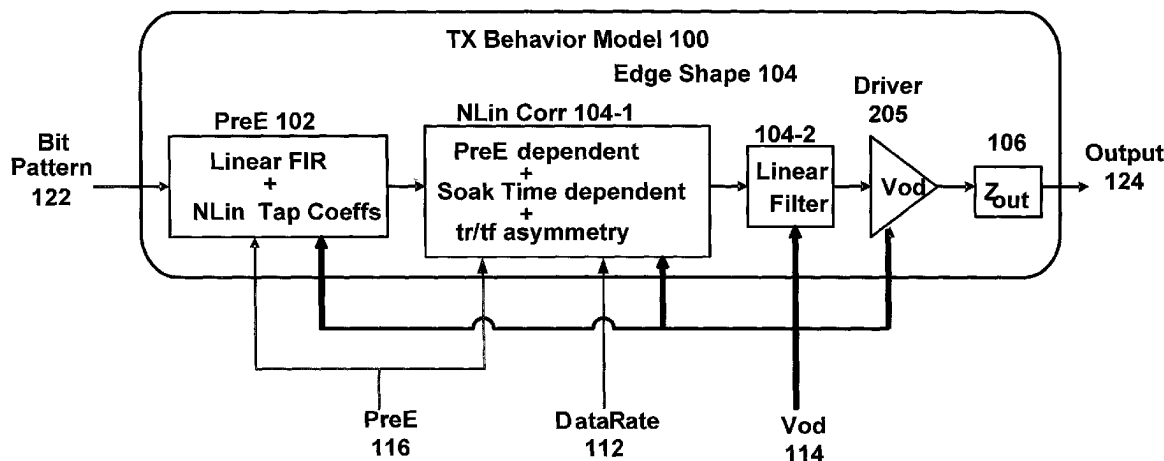 TX Behavior Model 100
Edge Shape 104
Driver
205
NLin Corr 104-1
PreE 102
104-2
106
Bit
Pattern
122
Linear FIR
+
NLin Tap Coeffs
PreE dependent
+
Soak Time dependent
+
tr/tf asymmetry
Linear
Filter
Vod
Zout
Output
124
PreE
116
DataRate
112
Vod
114